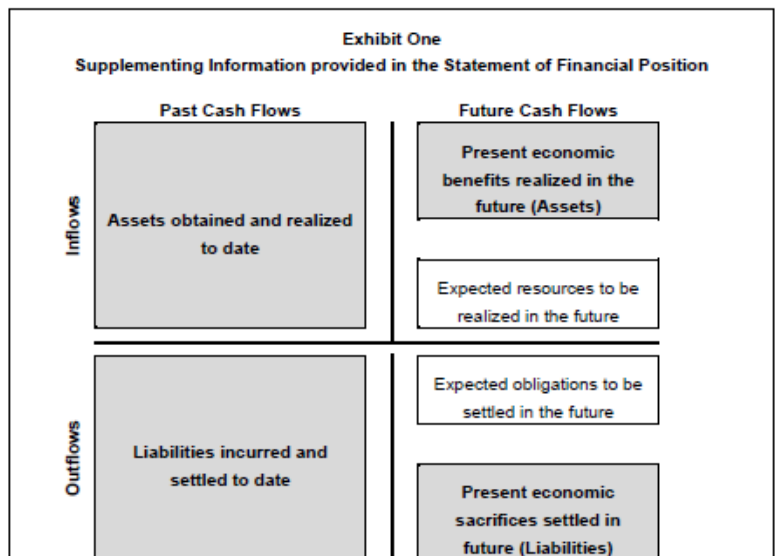 Exhibit One
Supplementing Information provided in the Statement of Financial Position
Past Cash Flows
Future Cash Flows
Inflows
Assets obtained and realized
to date
Present economic
benefits realized in the
future (Assets)
Expected resources to be
realized in the future
Outflows
Liabilities incurred and
settled to date
Expected obligations to be
settled in the future
Present economic
sacrifices settled in
future (Liabilities)